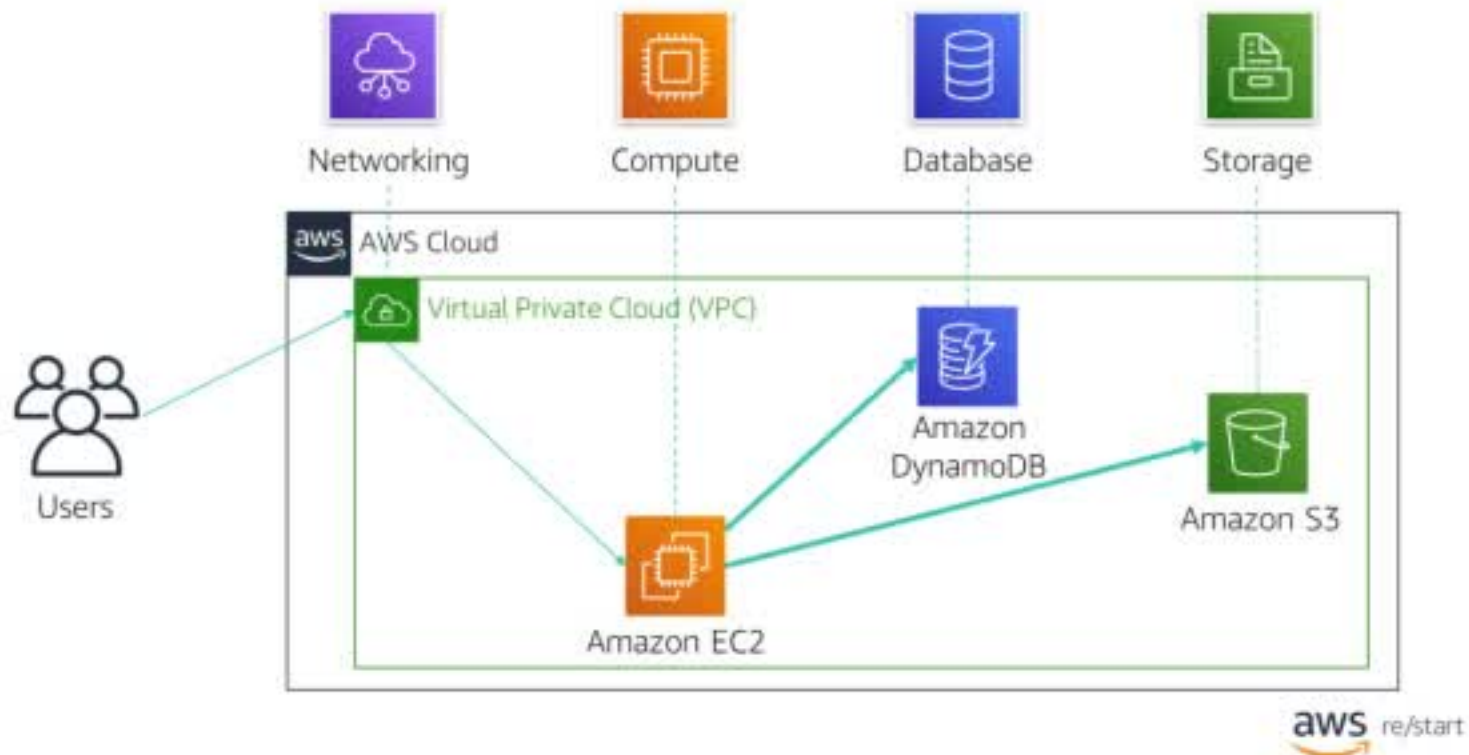 Networking
Compute
Database
Storage
aws
AWS Cloud
Virtual Private Cloud (VPC)
Users
Amazon
DynamoDB
Amazon S3
Amazon EC2
aws re/start